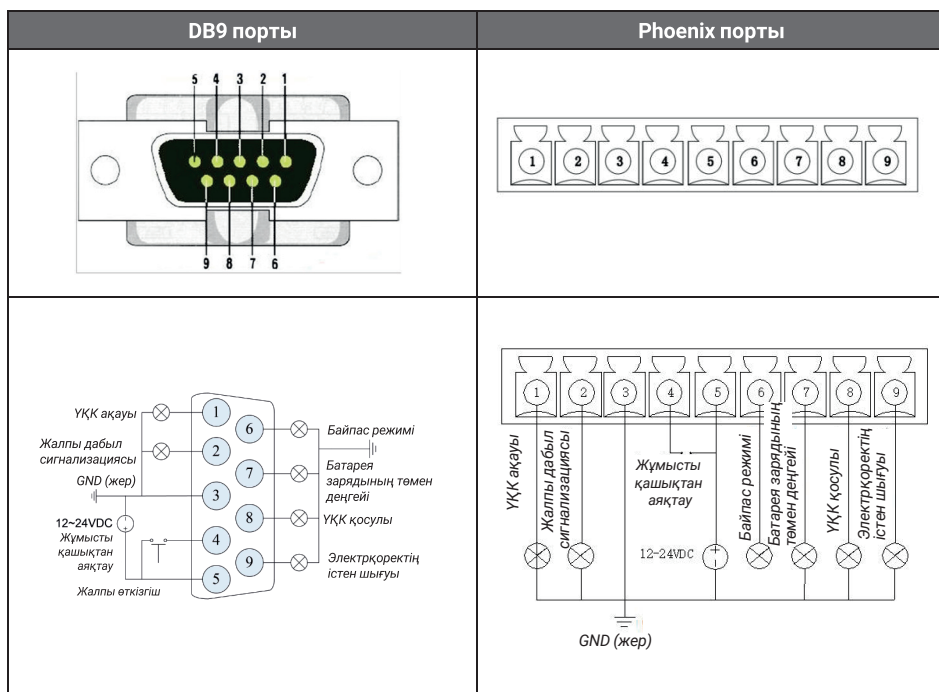 DB9 порты
Phoenix порты
5 4 3 2 1
9 8 7 6
1 2 3 4 5 6 7 8 9
ҮҚК ақауы
Жалпы дабыл
сигнализациясы
GND (жер)
12~24VDC
Жұмысты
қашықтан
аяқтау
Жалпы өткізгіш
1
2
3
4
5
6
7
8
9
Байпас режимі
Батарея
зарядының төмен
деңгейі
ҮҚК қосулы
Электрқоректің
істен шығуы
1 2 3 4 5 6 7 8 9
ҮҚК ақауы
Жалпы дабыл
сигнализациясы
Жұмысты
қашықтан
аяқтау
12-24VDC
Байпас режимі
Батарея зарядының
төмен деңгейі
ҮҚК қосулы
Электрқоректің
істен шығуы
GND (жер)